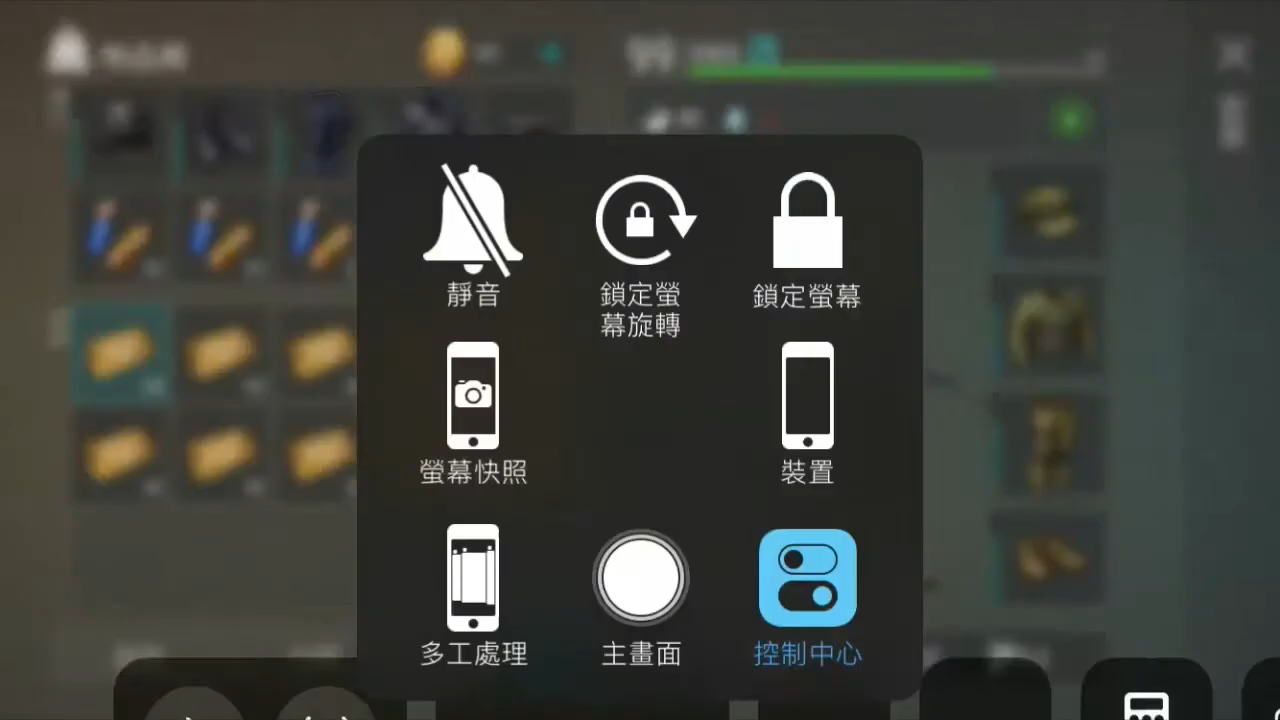 靜音
鎖定螢
幕旋轉
鎖定螢幕
螢幕快照
裝置
多工處理
主畫面
控制中心